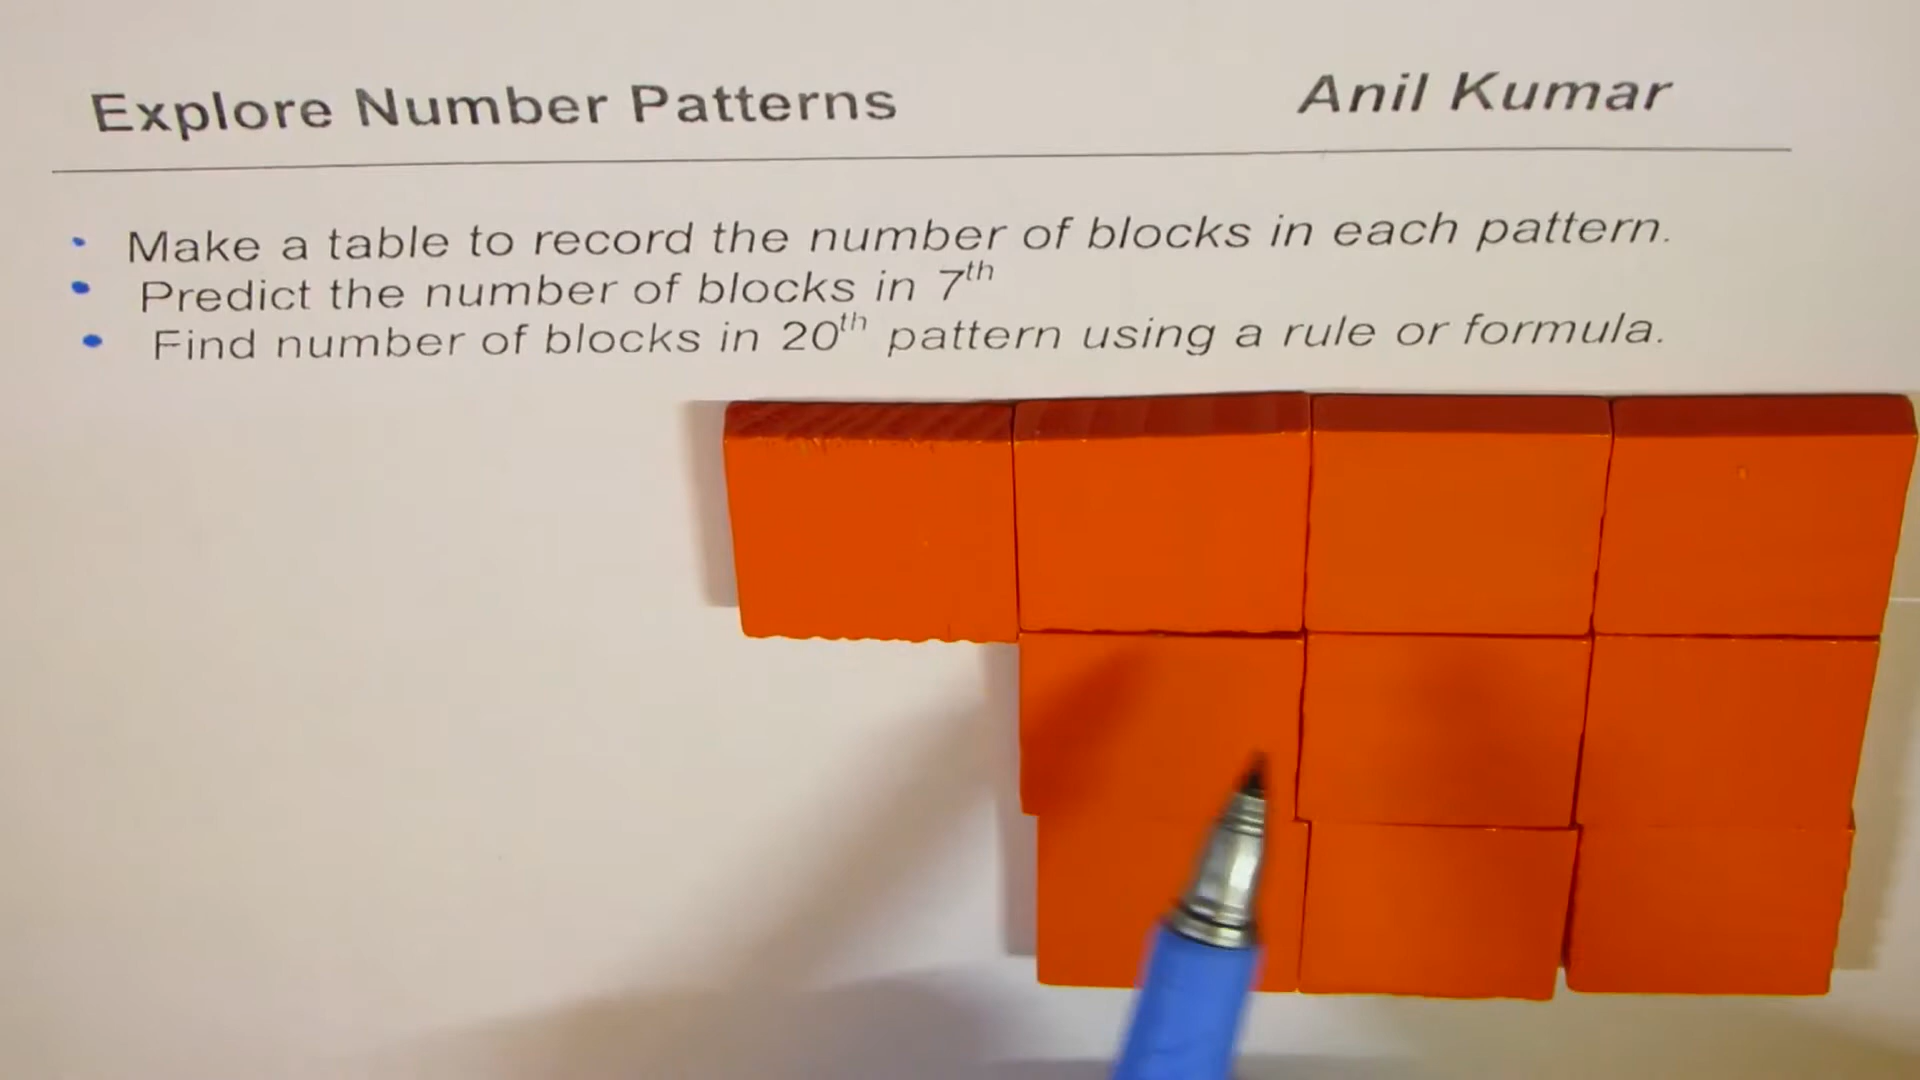 Explore Number Patterns Anil Kumar
• Make a table to record the number of blocks in each pattern.
• Predict the number of blocks in 7th
• Find number of blocks in 20th pattern using a rule or formula.